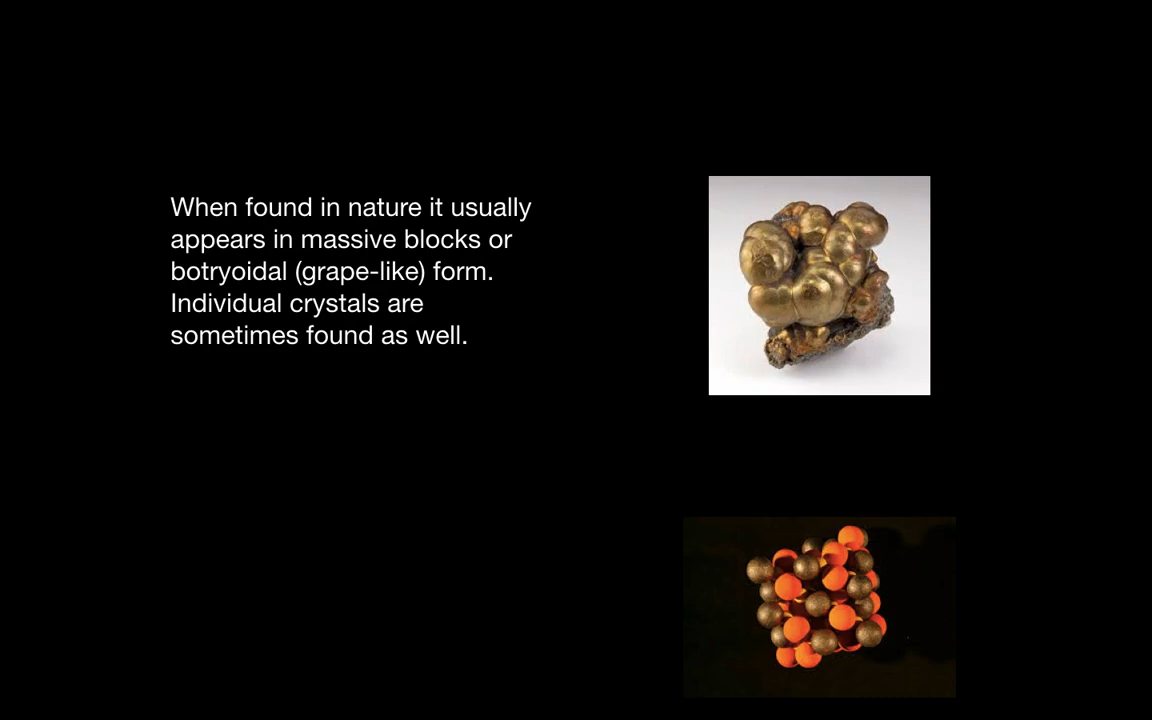 When found in nature it usually
appears in massive blocks or
botryoidal (grape-like) form.
Individual crystals are
sometimes found as well.